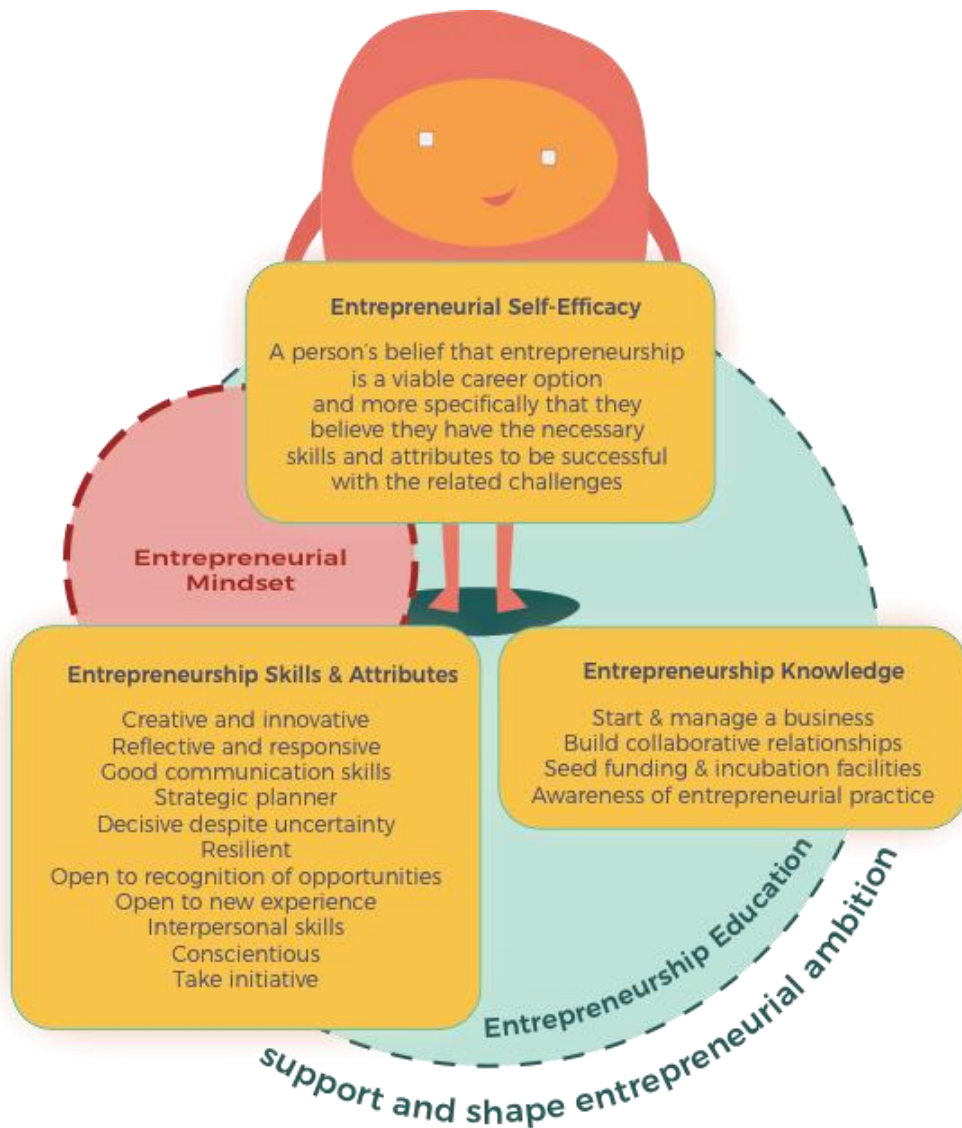 Entrepreneurial Self-Efficacy
A person's belief that entrepreneurship
is a viable career option
and more specifically that they
believe they have the necessary
skills and attributes to be successful
with the related challenges
Entrepreneurial
Mindset
Entrepreneurship Skills & Attributes
Creative and innovative
Reflective and responsive
Good communication skills
Strategic planner
Decisive despite uncertainty
Resilient
Open to recognition of opportunities
Open to new experience
Interpersonal skills
Conscientious
Take initiative
Entrepreneurship Knowledge
Start & manage a business
Build collaborative relationships
Seed funding & incubation facilities
Awareness of entrepreneurial practice
Entrepreneurship Education
support and shape entrepreneurial ambition